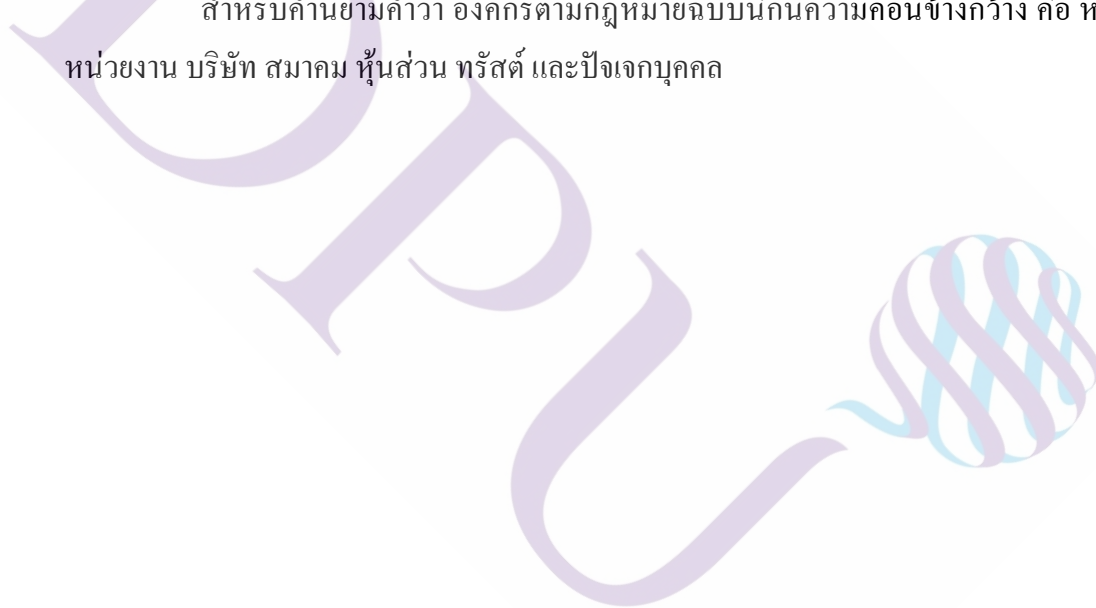 สำหรับคำนิยามคำว่า องค์กรตามกฎหมายฉบับนี้กินความค่อนข้างกว้าง คือ
หน่วยงาน บริษัท สมาคม หุ้นส่วน ทรัสต์ และปัจเจกบุคคล
DPU